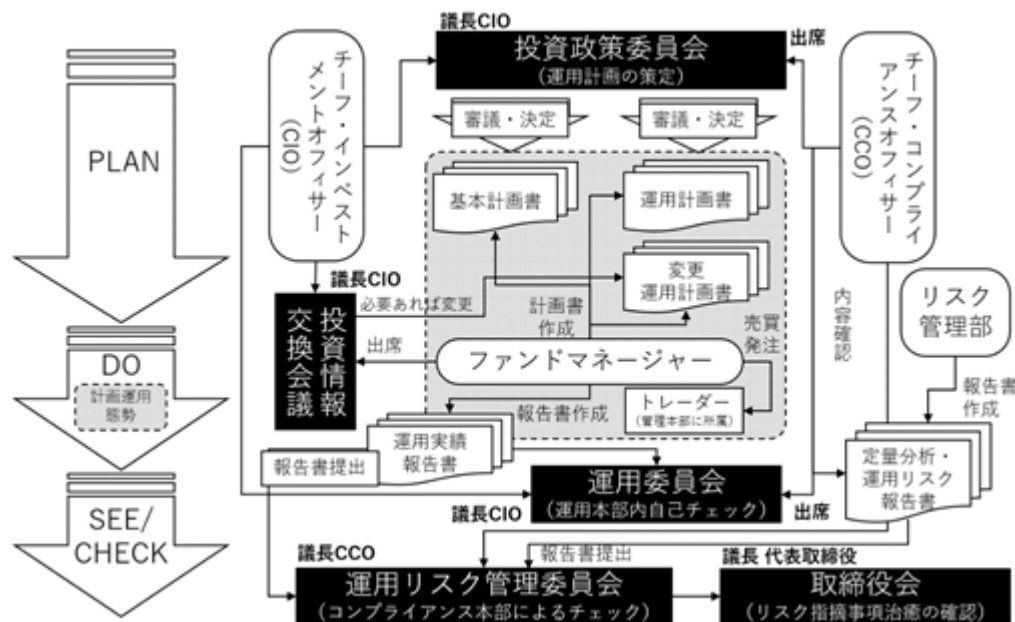 議長CIO
投資政策委員会
(運用計画の策定)
出席
チーフ・インベスト
メントオフィサー
(CIO)
チーフ・コンプライ
アンスオフィサー
(CCO)
PLAN
審議・決定
審議・決定
基本計画書
運用計画書
変更
運用計画書
議長CIO
投資情報
交換会議
必要あれば変更
計画書
作成
売買
発注
内容確認
リスク
管理部
出席
ファンドマネージャー
DO
計画運用
態勢
報告書作成
トレーダー
(管理本部に所属)
報告書
作成
運用実績
報告書
報告書提出
定量分析・
運用リスク
報告書
運用委員会
(運用本部内自己チェック)
議長CIO
出席
SEE/
CHECK
議長CCO
報告書提出
運用リスク管理委員会
(コンプライアンス本部によるチェック)
議長 代表取締役
取締役会
(リスク指摘事項治癒の確認)